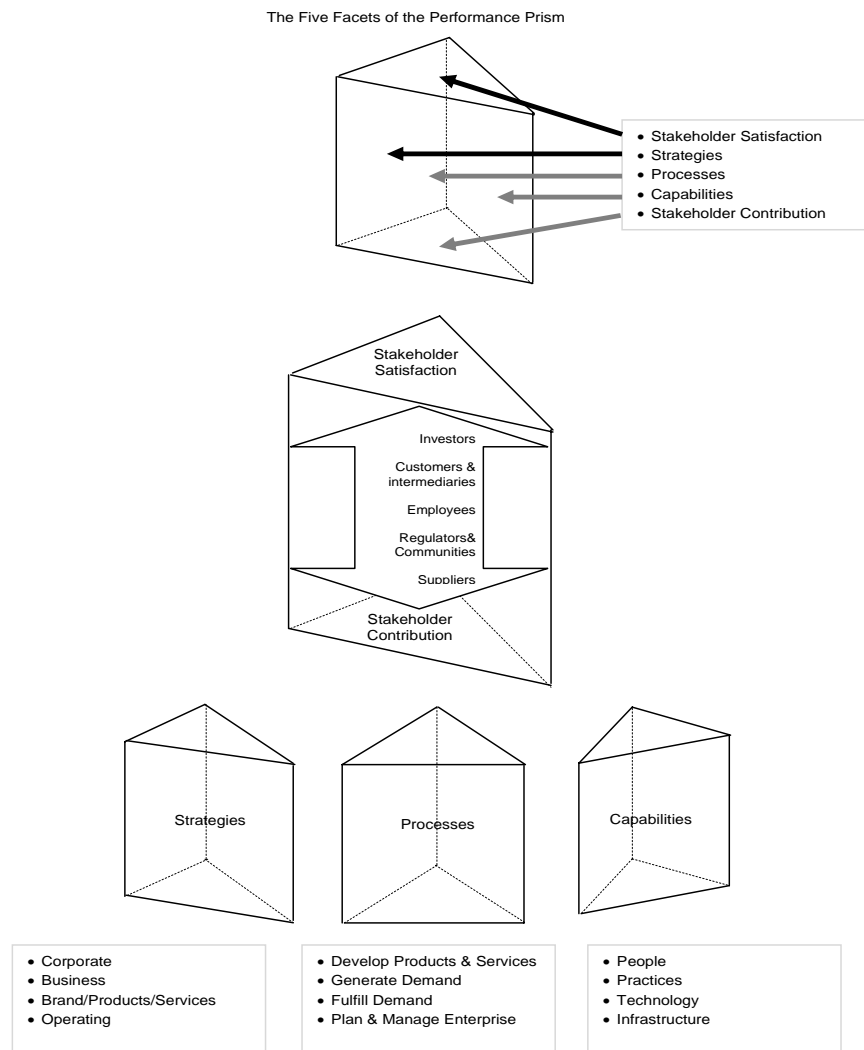 The Five Facets of the Performance Prism
• Stakeholder Satisfaction
• Strategies
• Processes
• Capabilities
• Stakeholder Contribution
Stakeholder
Satisfaction
Investors
Customers &
intermediaries
Employees
Regulators&
Communities
Suppliers
Stakeholder
Contribution
Strategies
Processes
Capabilities
• Corporate
• Business
• Brand/Products/Services
• Operating
• Develop Products & Services
• Generate Demand
• Fulfill Demand
• Plan & Manage Enterprise
• People
• Practices
• Technology
• Infrastructure